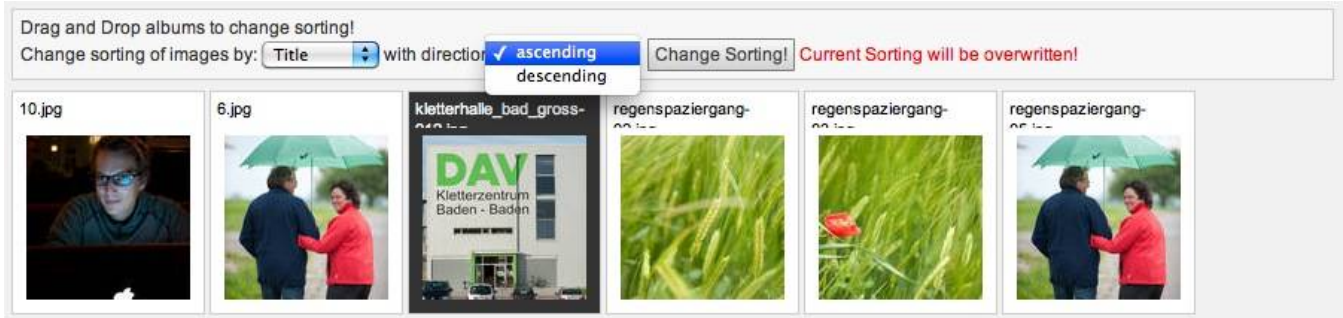 Drag and Drop albums to change sorting!
Change sorting of images by: Title with direction ascending Change Sorting! Current Sorting will be overwritten!
descending
10.jpg
6.jpg
kletterhalle_bad_gross-
regenspaziergang-
regenspaziergang-
regenspaziergang-
DAV
Kletterzentrum
Baden - Baden